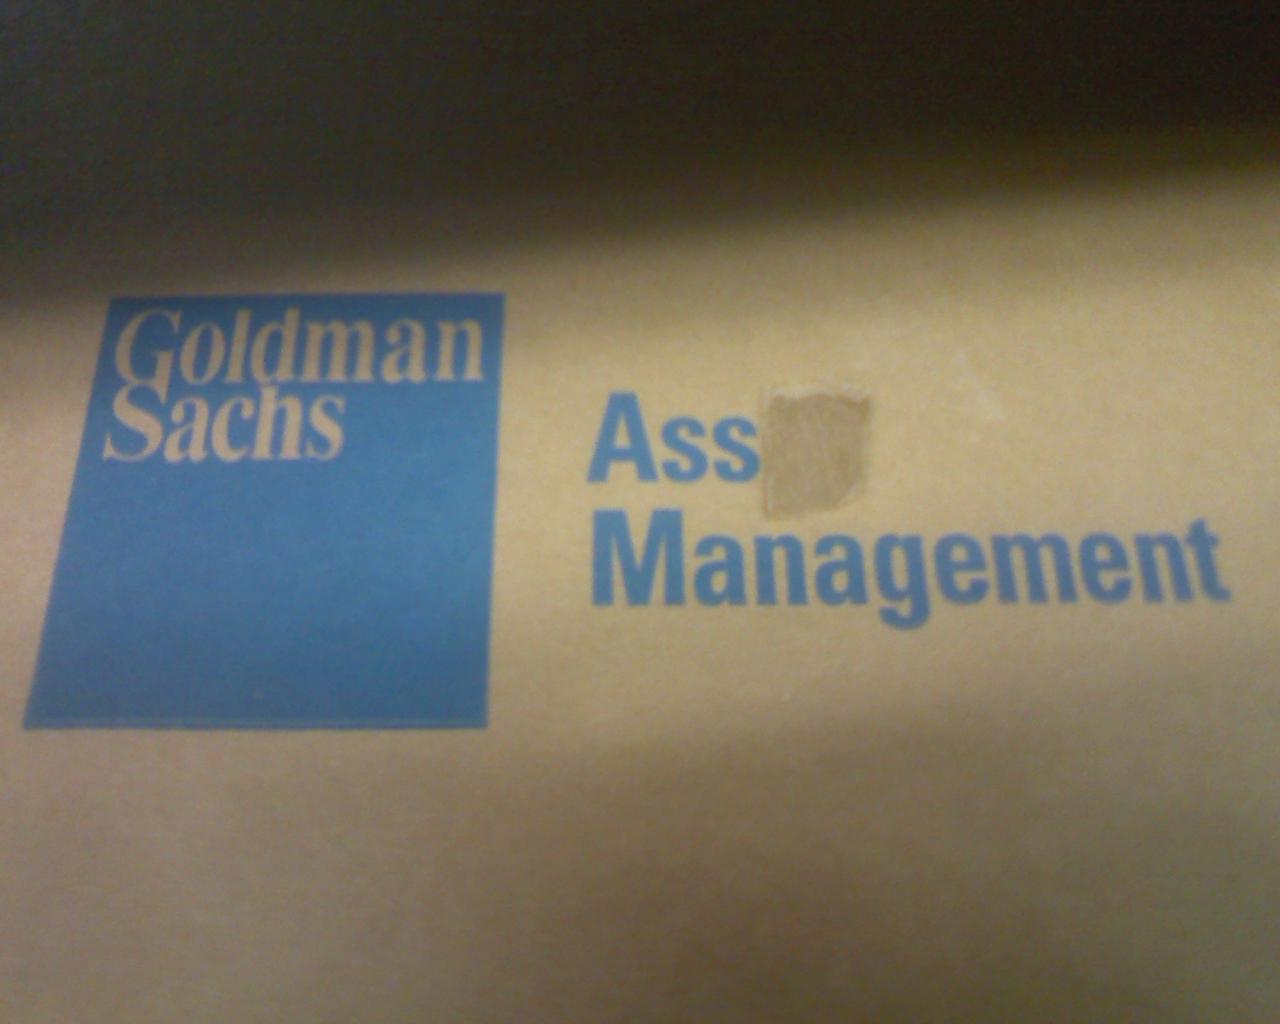 Goldman
Sachs
Ass
Management